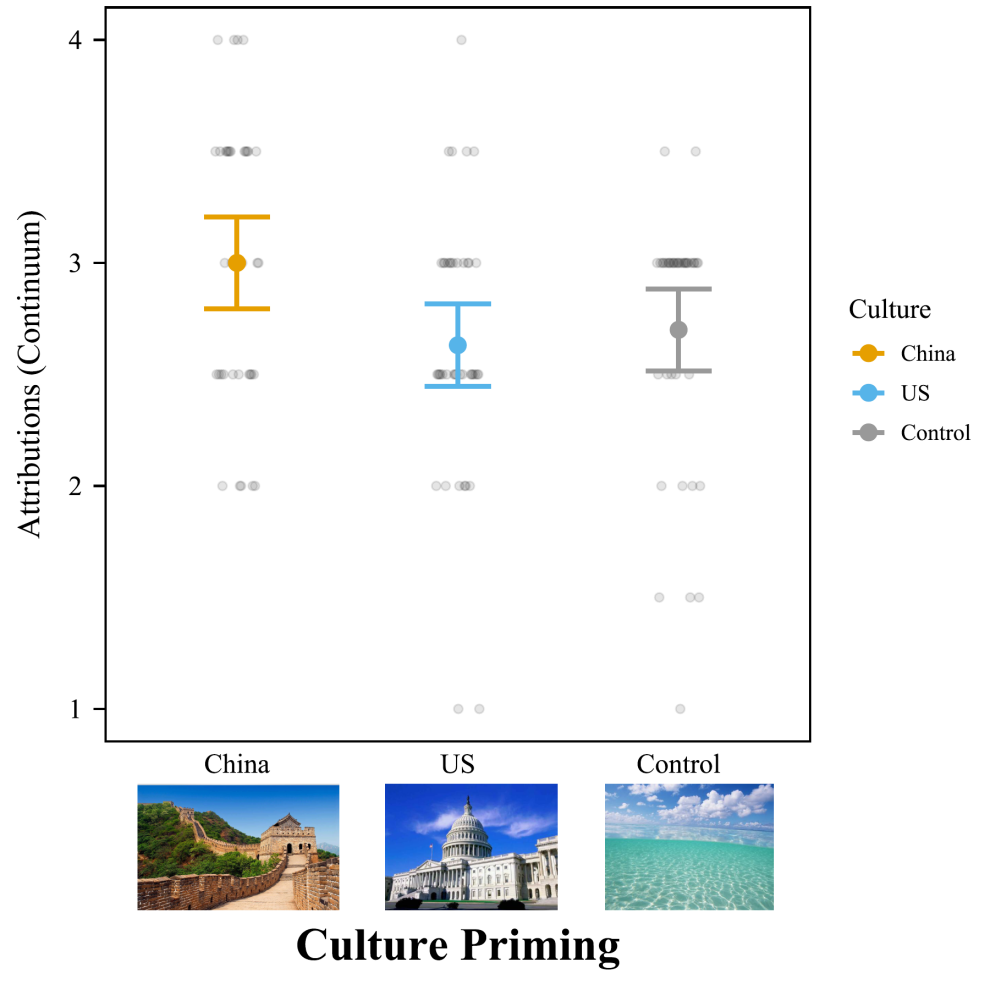 4
3
2
1
Attributions (Continuum)
China
US
Control
Culture Priming
Culture
China
US
Control